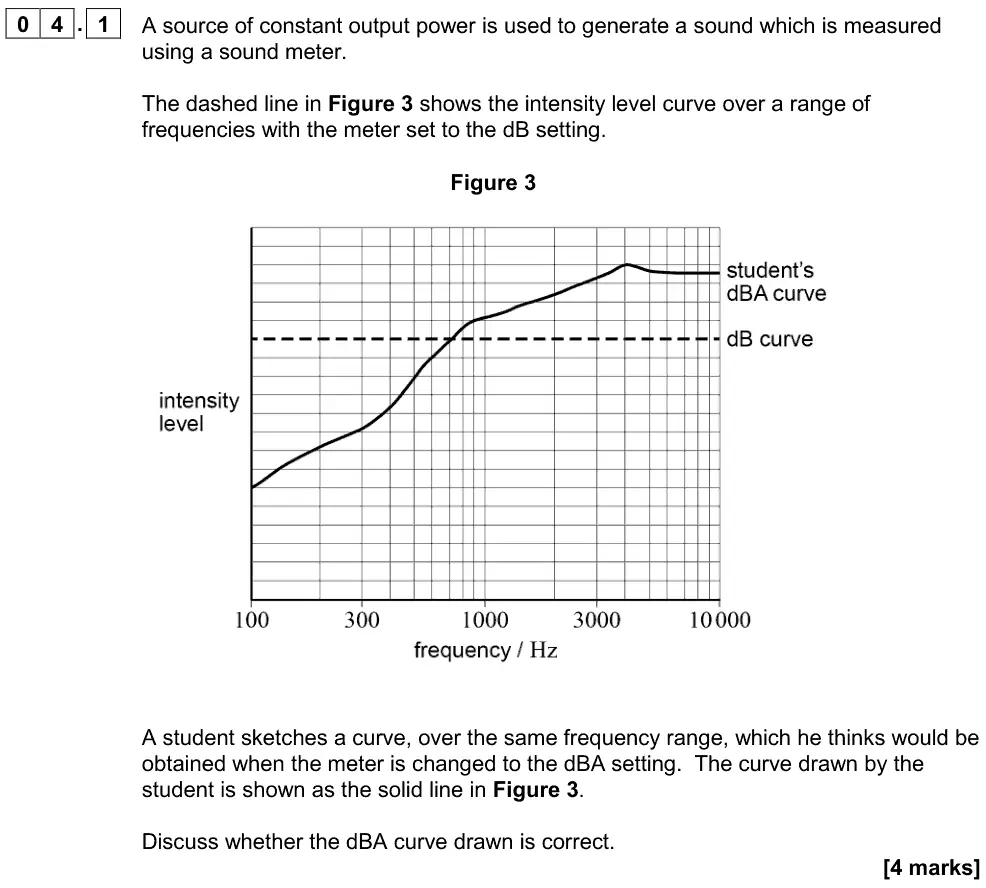 0 4 . 1 A source of constant output power is used to generate a sound which is measured
using a sound meter.
The dashed line in Figure 3 shows the intensity level curve over a range of
frequencies with the meter set to the dB setting.
Figure 3
student's
dBA curve
dB curve
intensity
level
100 300 1000 3000 10 000
frequency / Hz
A student sketches a curve, over the same frequency range, which he thinks would be
obtained when the meter is changed to the dBA setting. The curve drawn by the
student is shown as the solid line in Figure 3.
Discuss whether the dBA curve drawn is correct.
[4 marks]